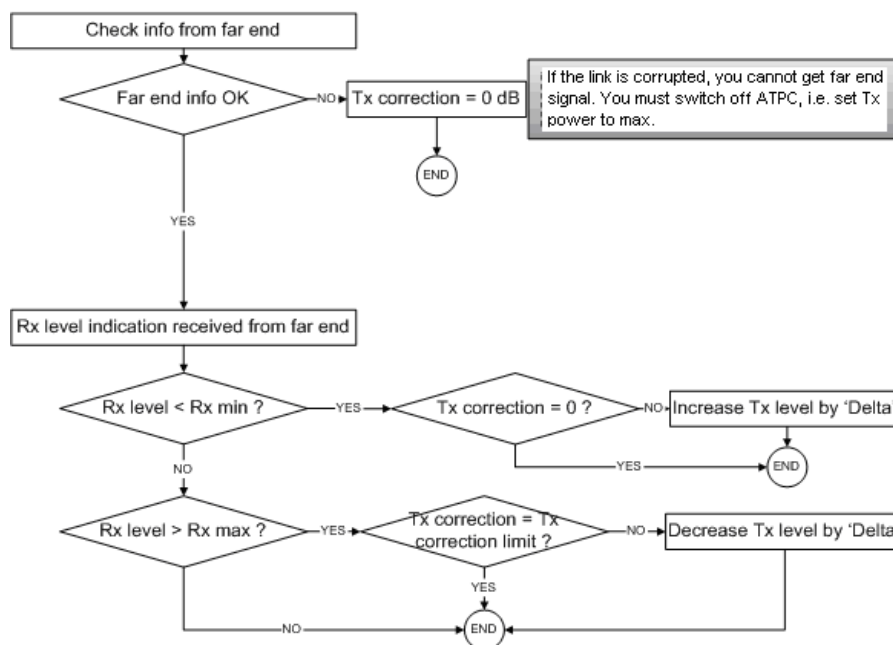 Check info from far end
Far end info OK
NO
Tx correction = 0 dB
If the link is corrupted, you cannot get far end
signal. You must switch off ATPC, i.e. set Tx
power to max.
END
YES
Rx level indication received from far end
Rx level < Rx min ?
YES
Tx correction = 0 ?
NO
Increase Tx level by ‘Delta’
YES
END
NO
Rx level > Rx max ?
YES
Tx correction = Tx
correction limit ?
NO
Decrease Tx level by ‘Delta
YES
NO
END